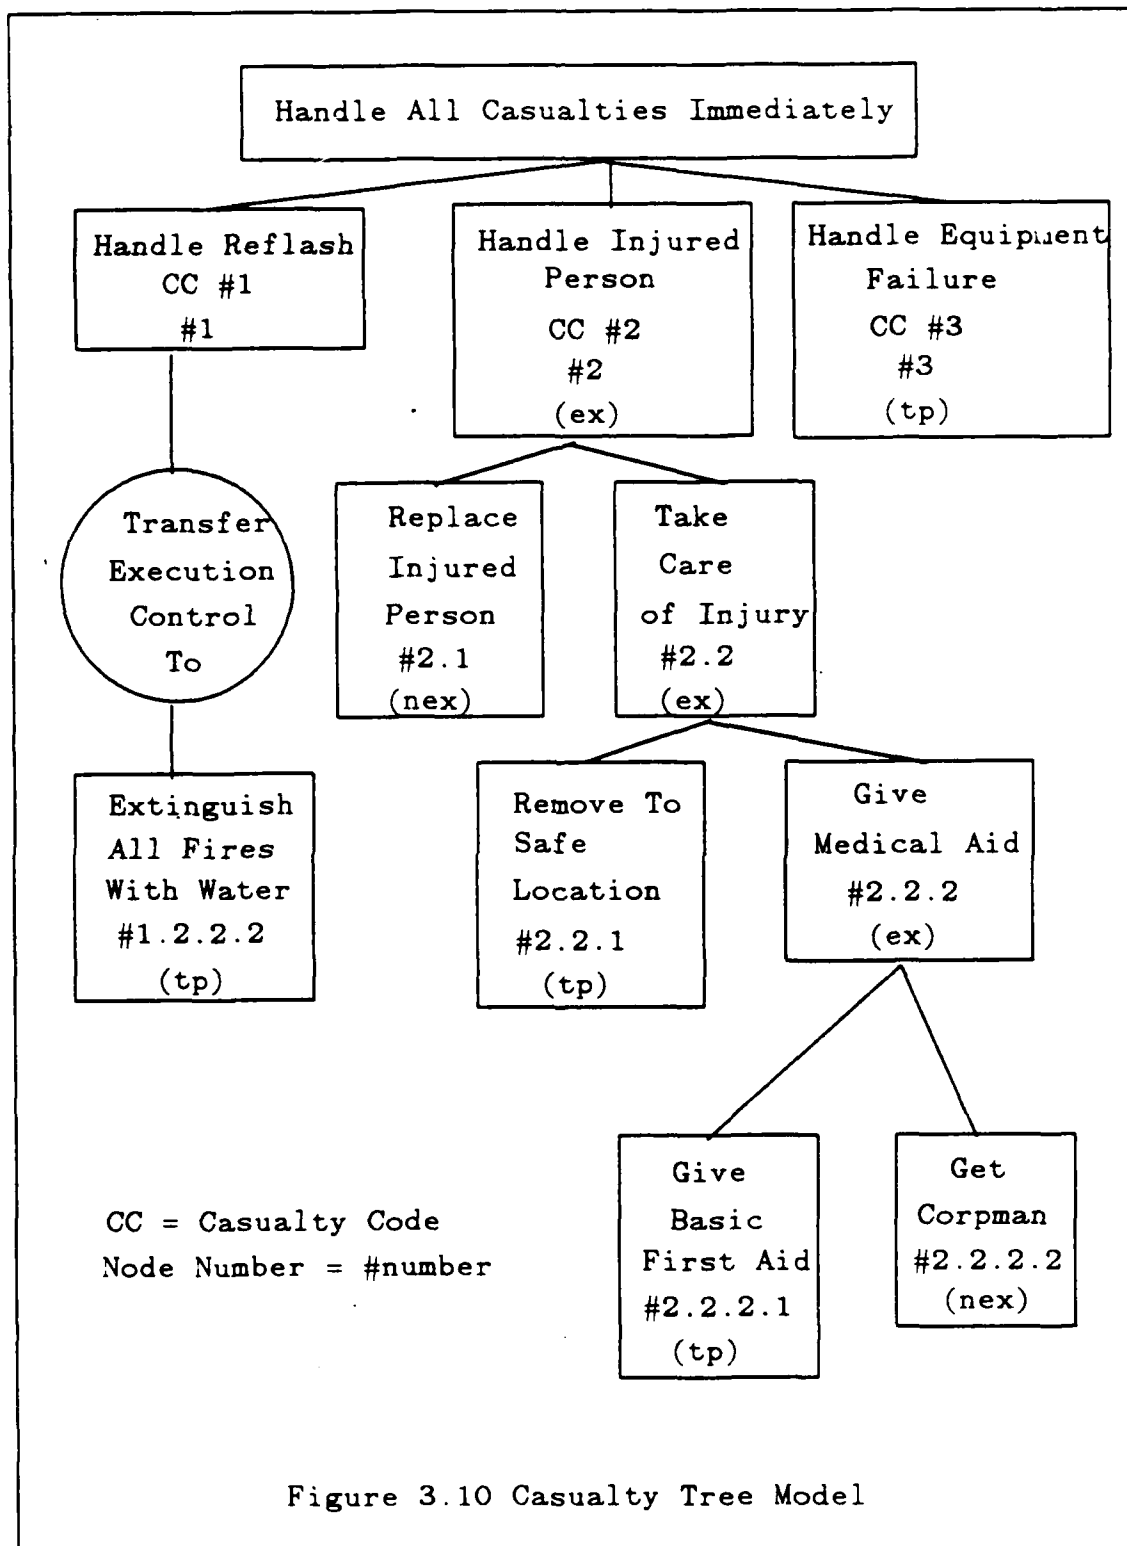 Handle All Casualties Immediately
Handle Reflash
CC #1
#1
Handle Injured
Person
CC #2
#2
(ex)
Handle Equipment
Failure
CC #3
#3
(tp)
Transfer
Execution
Control
To
Replace
Injured
Person
#2.1
(nex)
Take
Care
of Injury
#2.2
(ex)
Extinguish
All Fires
With Water
#1.2.2.2
(tp)
Remove To
Safe
Location
#2.2.1
(tp)
Give
Medical Aid
#2.2.2
(ex)
Give
Basic
First Aid
#2.2.2.1
(tp)
Get
Corpman
#2.2.2.2
(nex)
CC = Casualty Code
Node Number = #number
Figure 3.10 Casualty Tree Model